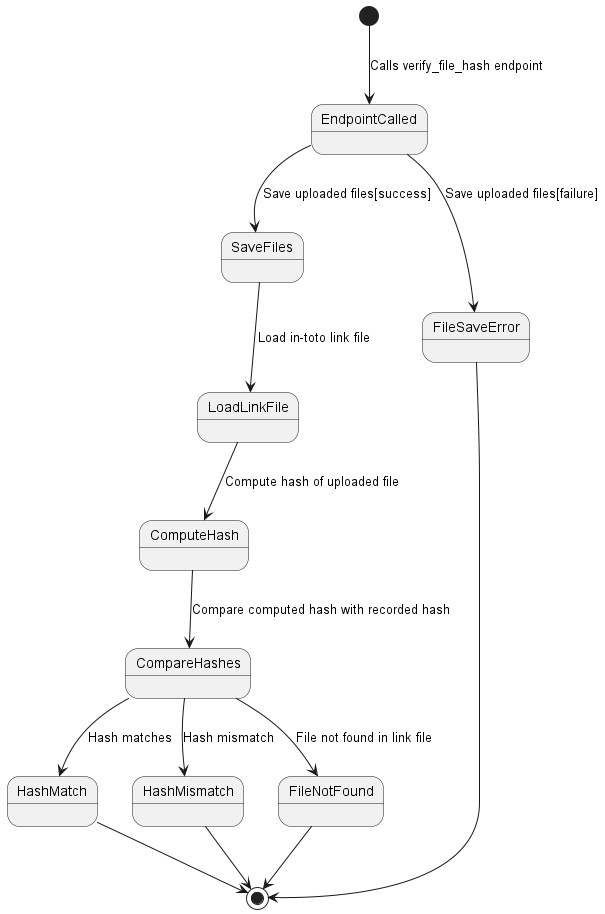 Calls verify_file_hash endpoint
EndpointCalled
Save uploaded files[success]
Save uploaded files[failure]
SaveFiles
FileSaveError
Load in-toto link file
LoadLinkFile
Compute hash of uploaded file
ComputeHash
Compare computed hash with recorded hash
CompareHashes
Hash matches
Hash mismatch
File not found in link file
HashMatch
HashMismatch
FileNotFound